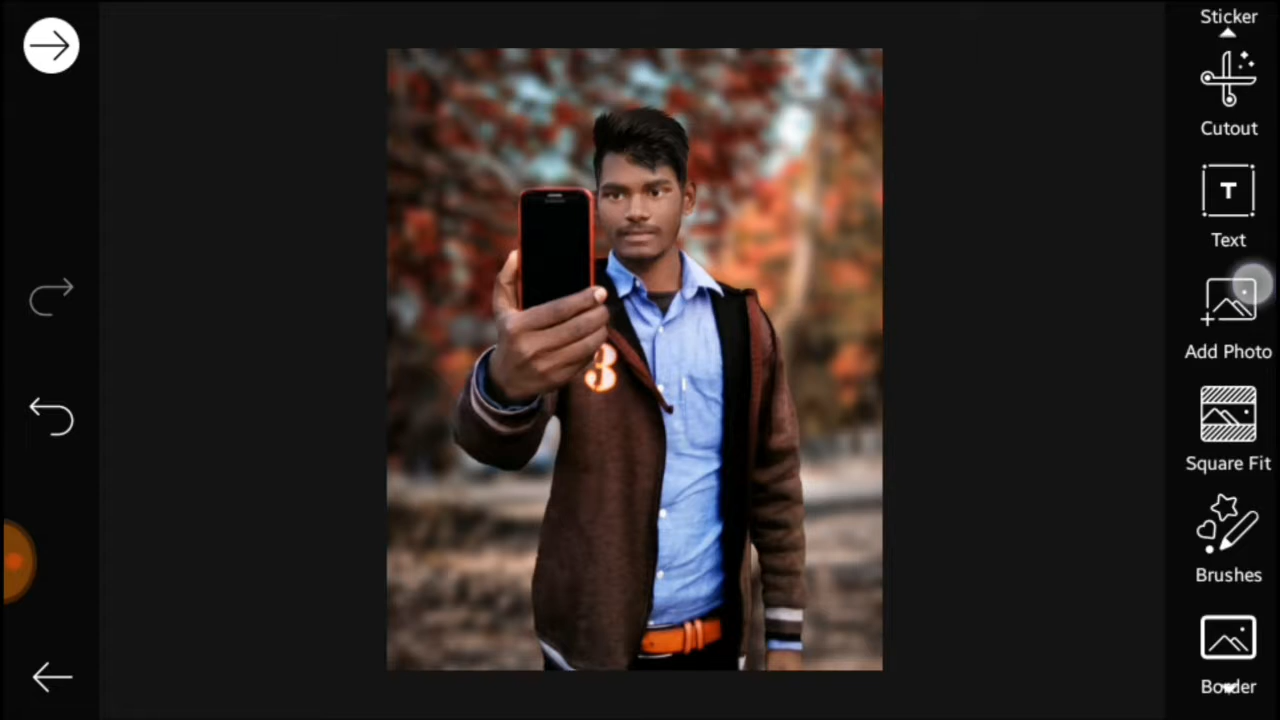 Sticker
Cutout
T
Text
Add Photo
Square Fit
Brushes
Border
3